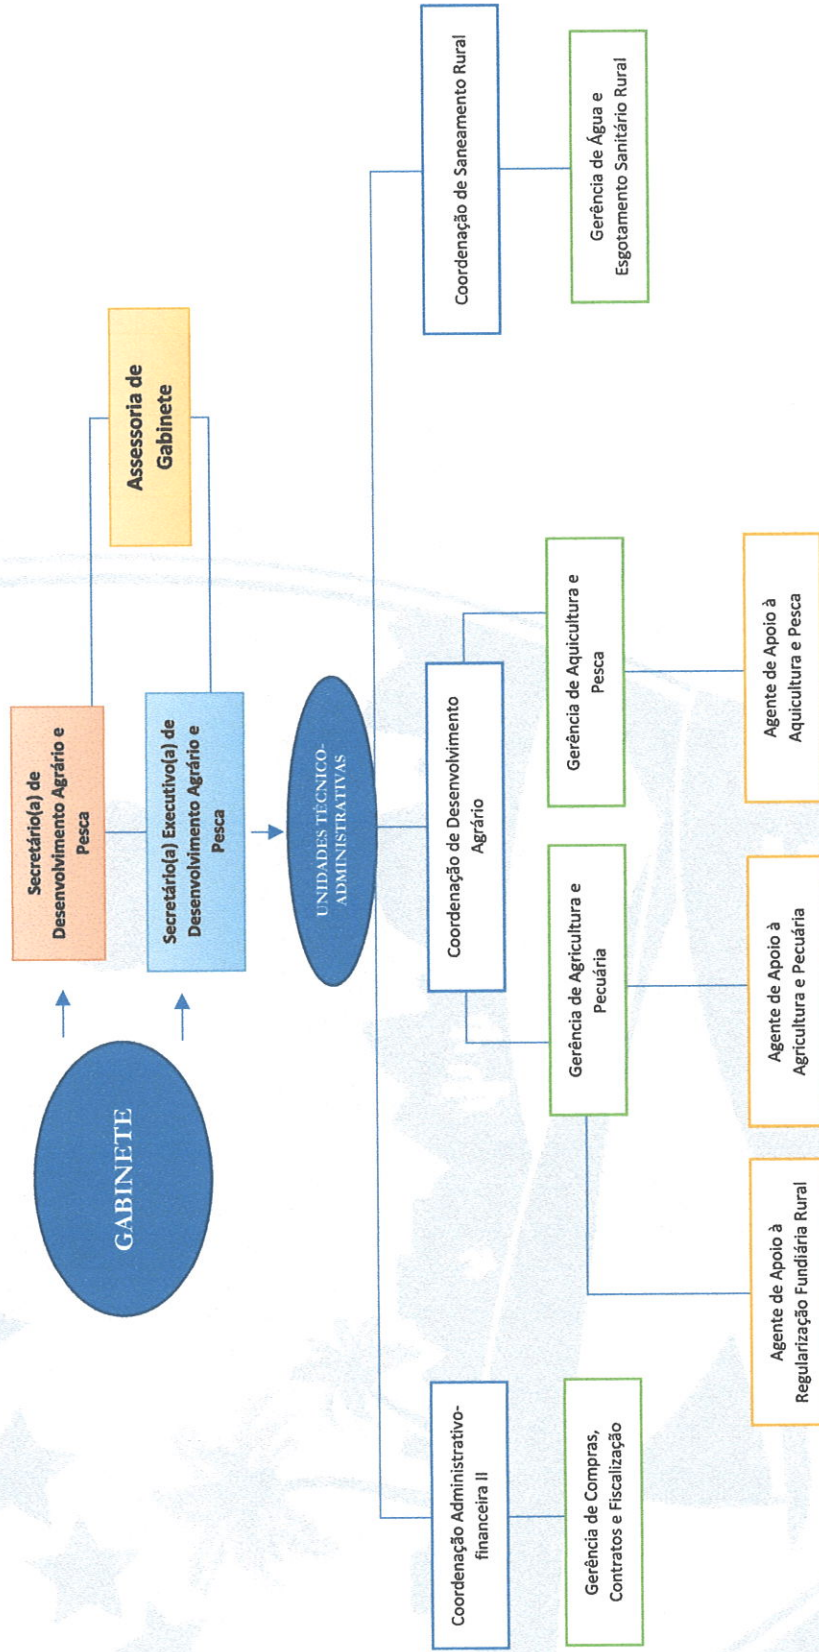 GABINETE
Secretário(a) de
Desenvolvimento Agrário e
Pesca
Secretário(a) Executivo(a) de
Desenvolvimento Agrário e
Pesca
Assessoria de
Gabinete
UNIDADES TÉCNICO-
ADMINISTRATIVAS
Coordenação Administrativo-
financeira II
Coordenação de Desenvolvimento
Agrário
Coordenação de Saneamento Rural
Gerência de Compras,
Contratos e Fiscalização
Gerência de Agricultura e
Pecuária
Gerência de Aquicultura e
Pesca
Gerência de Água e
Esgotamento Sanitário Rural
Agente de Apoio à
Regularização Fundiária Rural
Agente de Apoio à
Agricultura e Pecuária
Agente de Apoio à
Aquicultura e Pesca